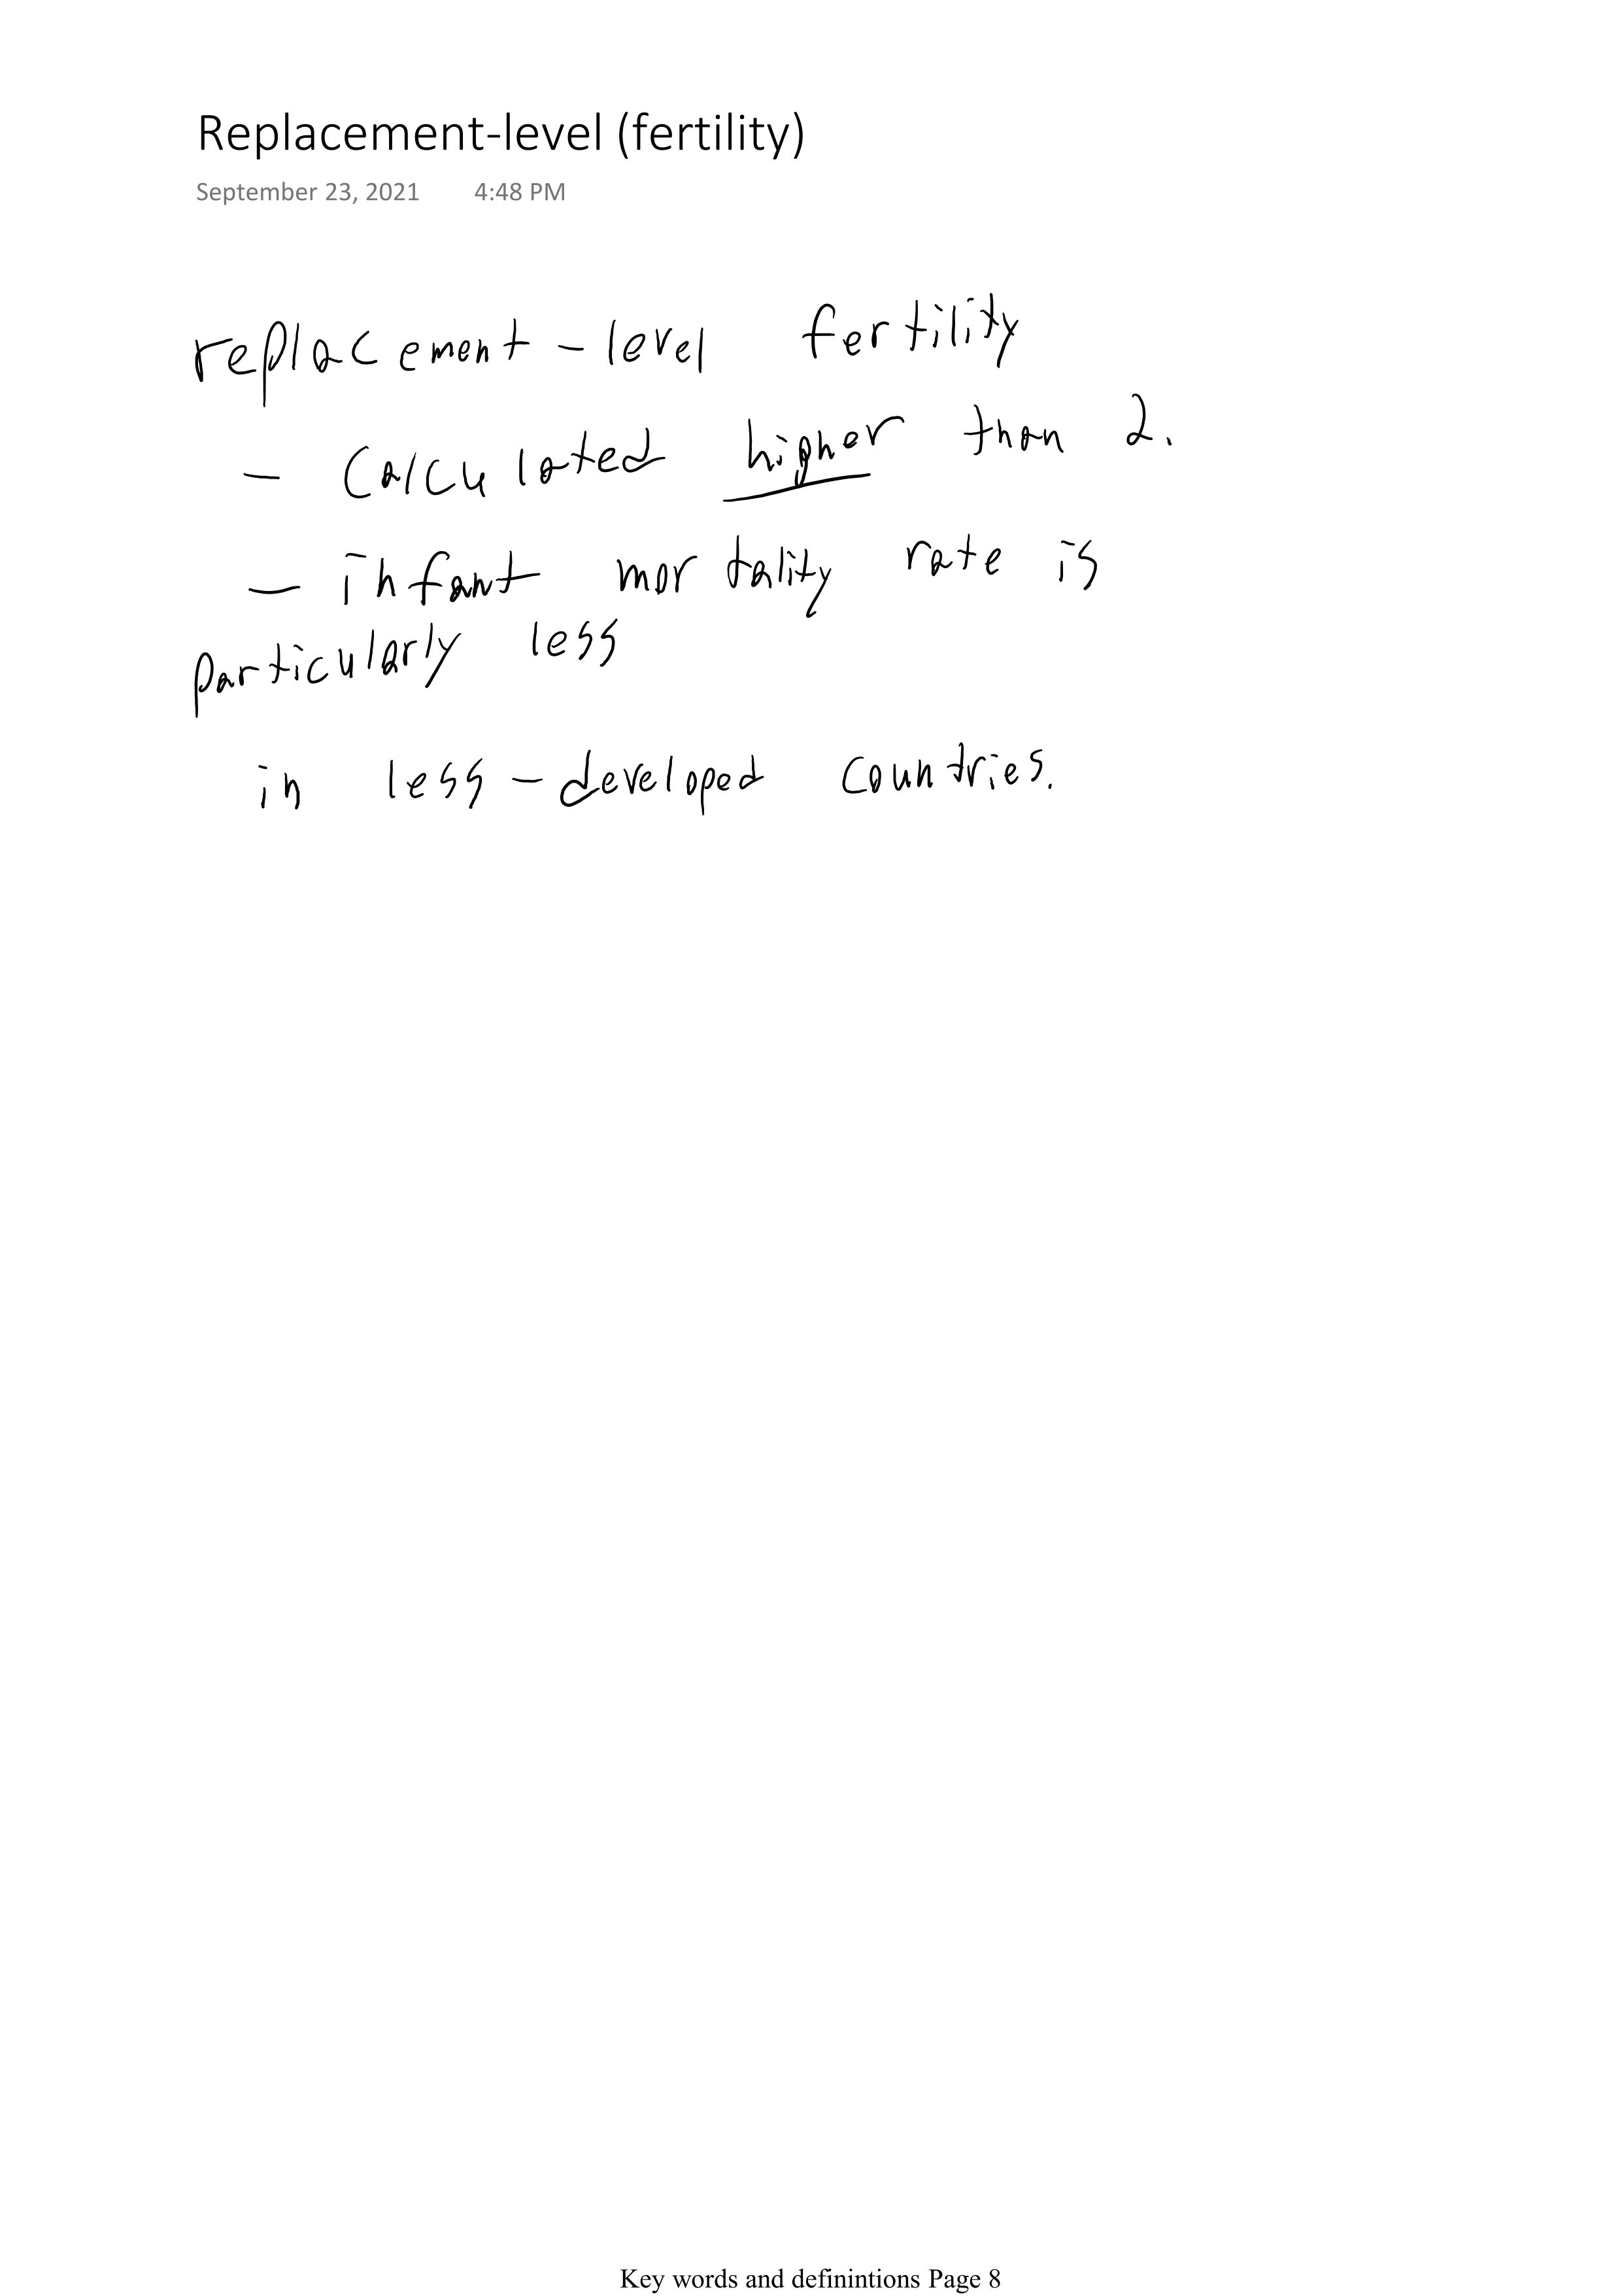 Replacement-level (fertility)
September 23, 2021 4:48 PM
replacement-level fertility
- Calculated higher than 2.
- infant mortality rate is
particularly less
in less-developed countries.
Key words and definintions Page 8